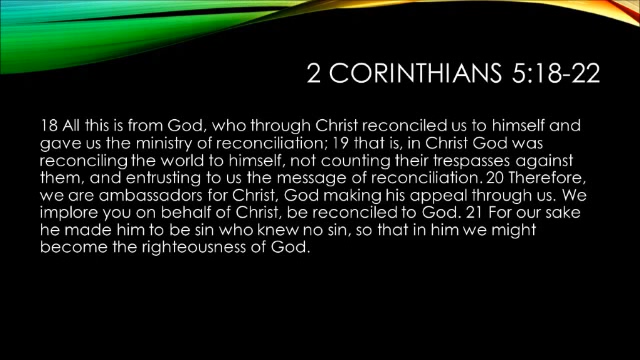 2 CORINTHIANS 5:18-22
18 All this is from God, who through Christ reconciled us to himself and
gave us the ministry of reconciliation; 19 that is, in Christ God was
reconciling the world to himself, not counting their trespasses against
them, and entrusting to us the message of reconciliation. 20 Therefore,
we are ambassadors for Christ, God making his appeal through us. We
implore you on behalf of Christ, be reconciled to God. 21 For our sake
he made him to be sin who knew no sin, so that in him we might
become the righteousness of God.